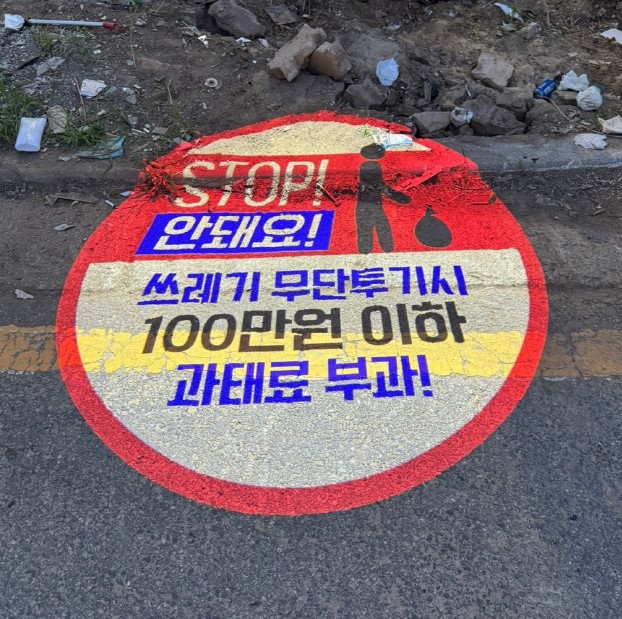 STOP!
안돼요!
쓰레기 무단투기시
100만원 이하
과태료 부과!